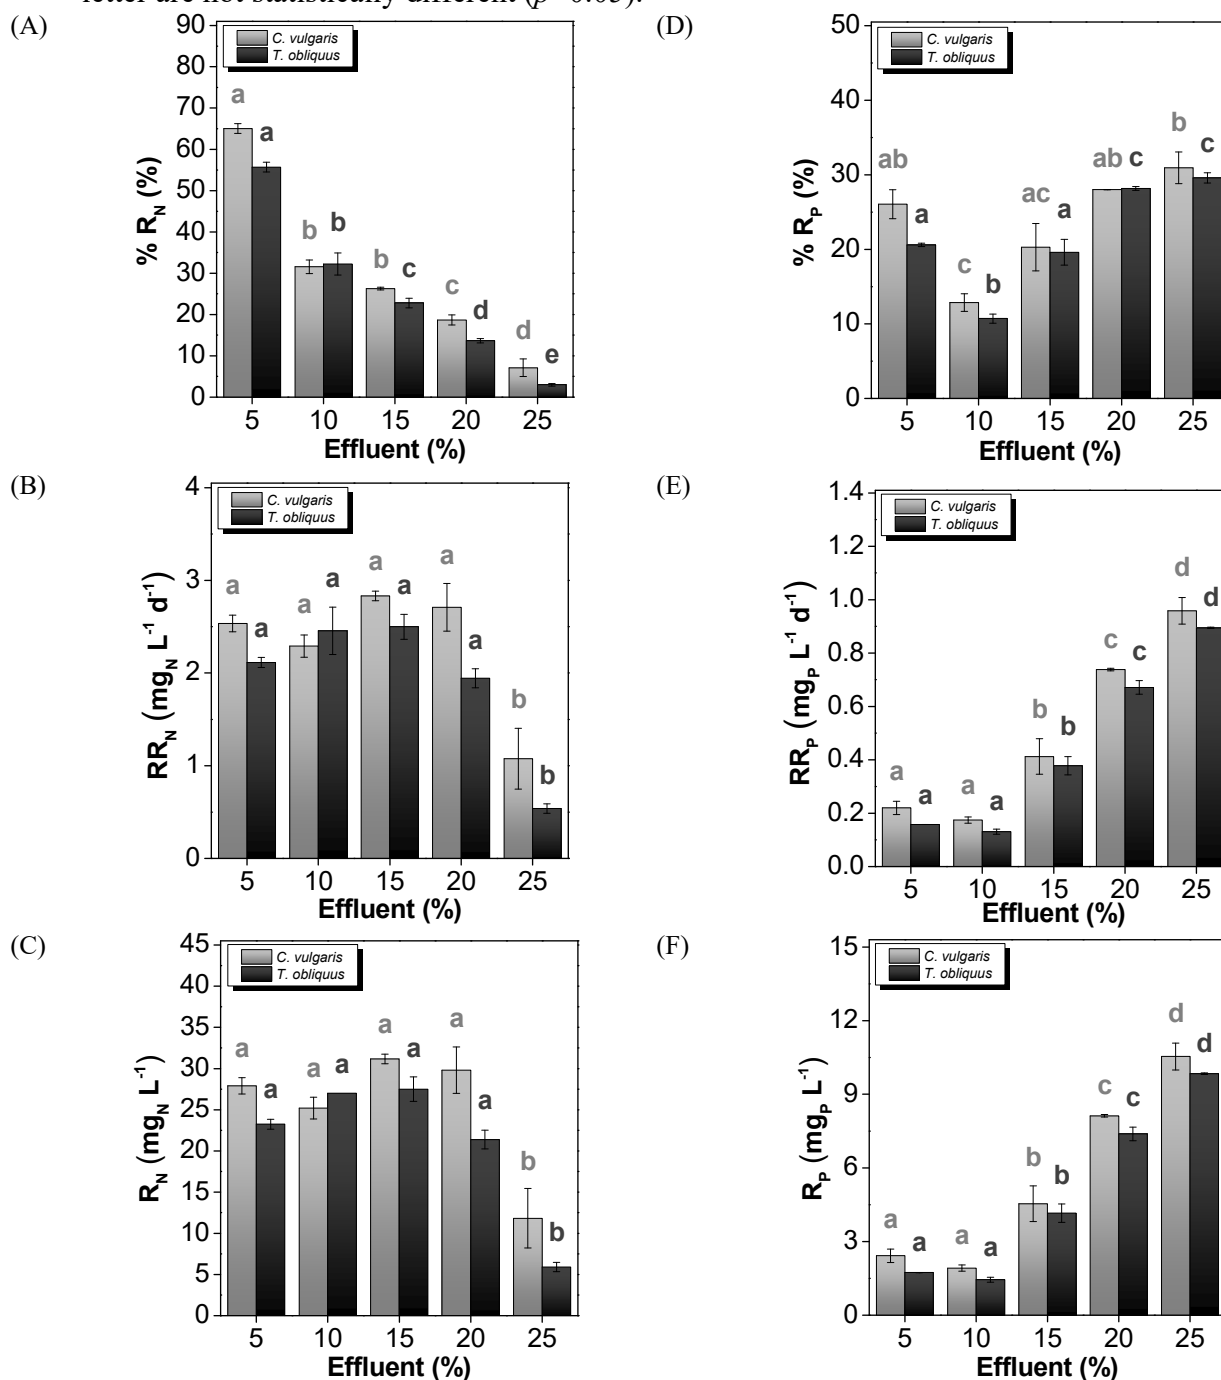 letter are not statistically different (p=0.05).
(A)
C. vulgaris
T. obliquus
90
80
70
60
50
40
30
20
10
0
% R_N (%)
a a b b b c c d d e
5 10 15 20 25
Effluent (%)
(D)
C. vulgaris
T. obliquus
50
40
30
20
10
0
% R_P (%)
ab a c b ac a ab c b c
5 10 15 20 25
Effluent (%)
(B)
C. vulgaris
T. obliquus
4
3
2
1
0
RR_N (mg_N L^-1 d^-1)
a a a a a a a a b b
5 10 15 20 25
Effluent (%)
(E)
C. vulgaris
T. obliquus
1.4
1.2
1.0
0.8
0.6
0.4
0.2
0.0
RR_P (mg_P L^-1 d^-1)
a a a a b b c c d d
5 10 15 20 25
Effluent (%)
(C)
C. vulgaris
T. obliquus
45
40
35
30
25
20
15
10
5
0
R_N (mg_N L^-1)
a a a a a a a a b b
5 10 15 20 25
Effluent (%)
(F)
C. vulgaris
T. obliquus
15
12
9
6
3
0
R_P (mg_P L^-1)
a a a a b b c c d d
5 10 15 20 25
Effluent (%)